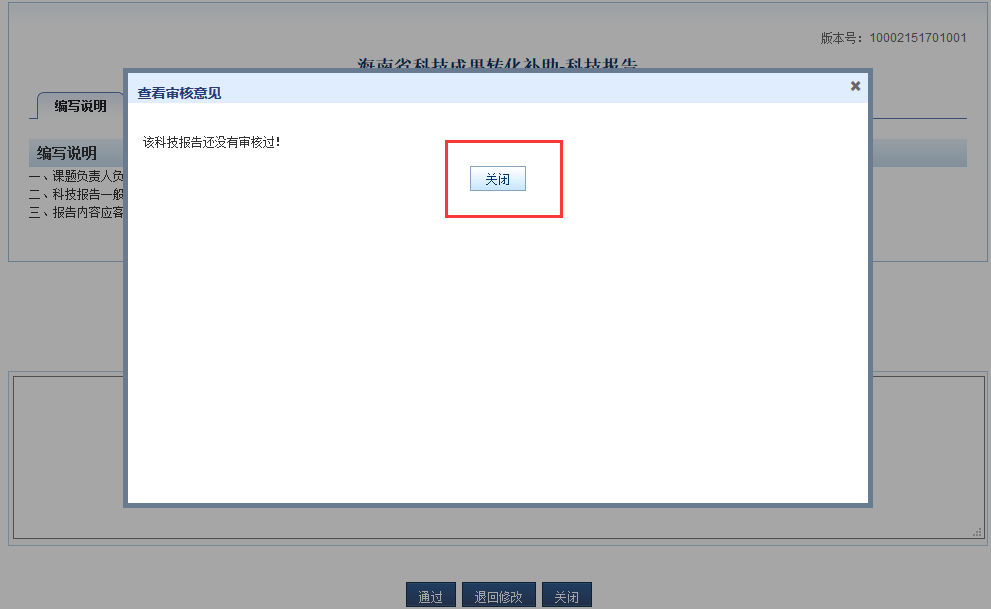 版本号：10002151701001
海南省科技成果转化补助-科技报告
编写说明
查看审核意见
该科技报告还没有审核过！
关闭
编写说明
一、课题负责人负
二、科技报告一般
三、报告内容应客
通过
退回修改
关闭